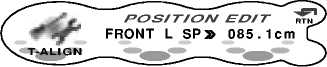 POSITION EDIT
RTN
FRONT L SP» 085.1cm
T-ALIGN